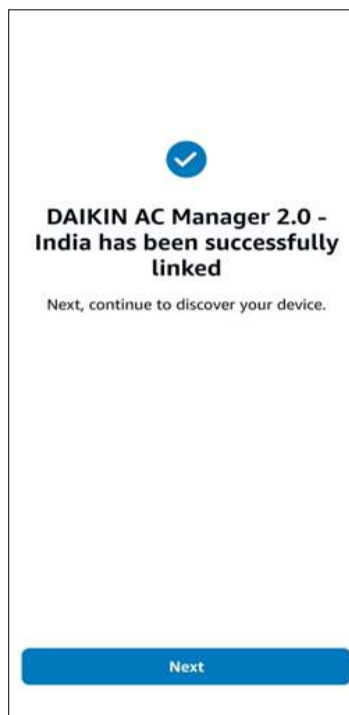 DAIKIN AC Manager 2.0 -
India has been successfully
linked
Next, continue to discover your device.
Next